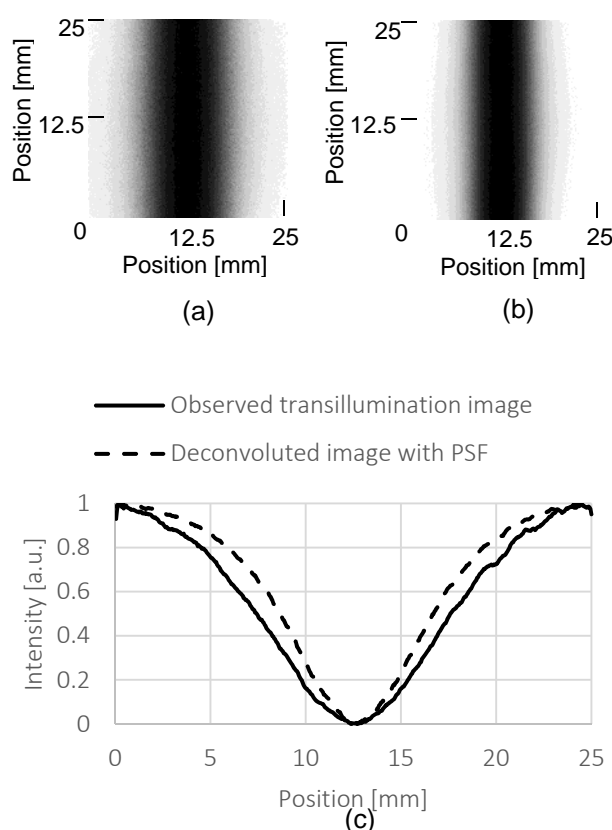 25
Position [mm]
12.5
0
12.5
25
Position [mm]
(a)
25
Position [mm]
12.5
0
12.5
25
Position [mm]
(b)
Observed transillumination image
Deconvoluted image with PSF
1
0.8
0.6
0.4
0.2
0
Intensity [a.u.]
0 5 10 15 20 25
Position [mm]
(c)